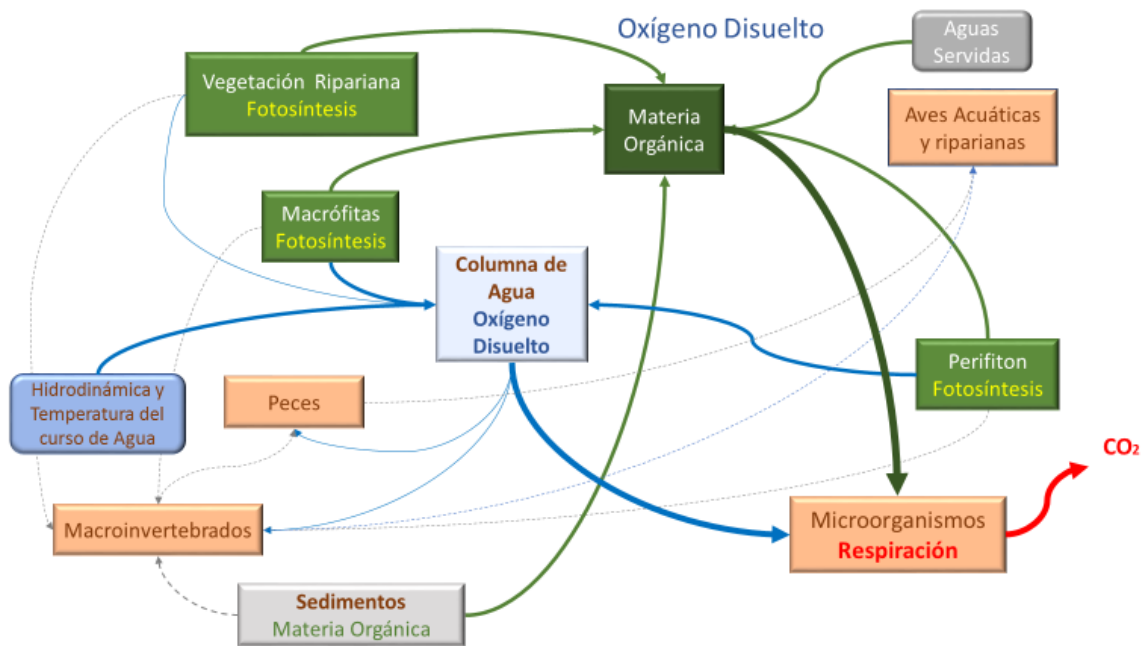 Oxígeno Disuelto
Aguas
Servidas
Vegetación Ripariana
Fotosíntesis
Materia
Orgánica
Aves Acuáticas
y riparianas
Macrófitas
Fotosíntesis
Columna de
Agua
Oxígeno
Disuelto
Perifiton
Fotosíntesis
Hidrodinámica y
Temperatura del
curso de Agua
Peces
CO₂
Macroinvertebrados
Microorganismos
Respiración
Sedimentos
Materia Orgánica